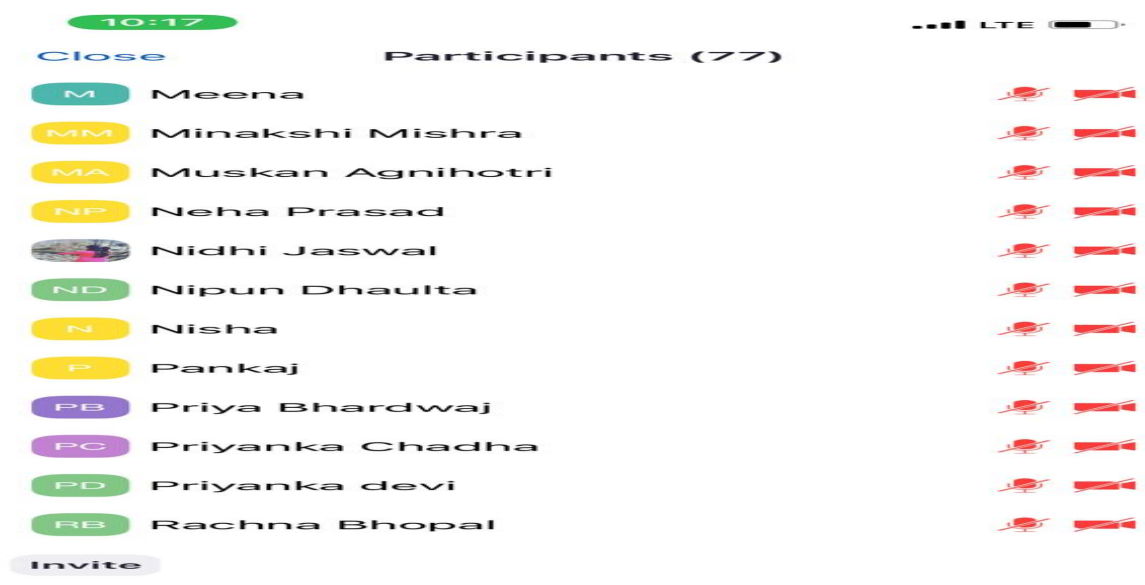 10:17 LTE
Close Participants (77)
M Meena
MM Minakshi Mishra
MA Muskan Agnihotri
NP Neha Prasad
Nidhi Jaswal
ND Nipun Dhaulta
N Nisha
P Pankaj
PB Priya Bhardwaj
PC Priyanka Chadha
PD Priyanka devi
RB Rachna Bhopal
Invite